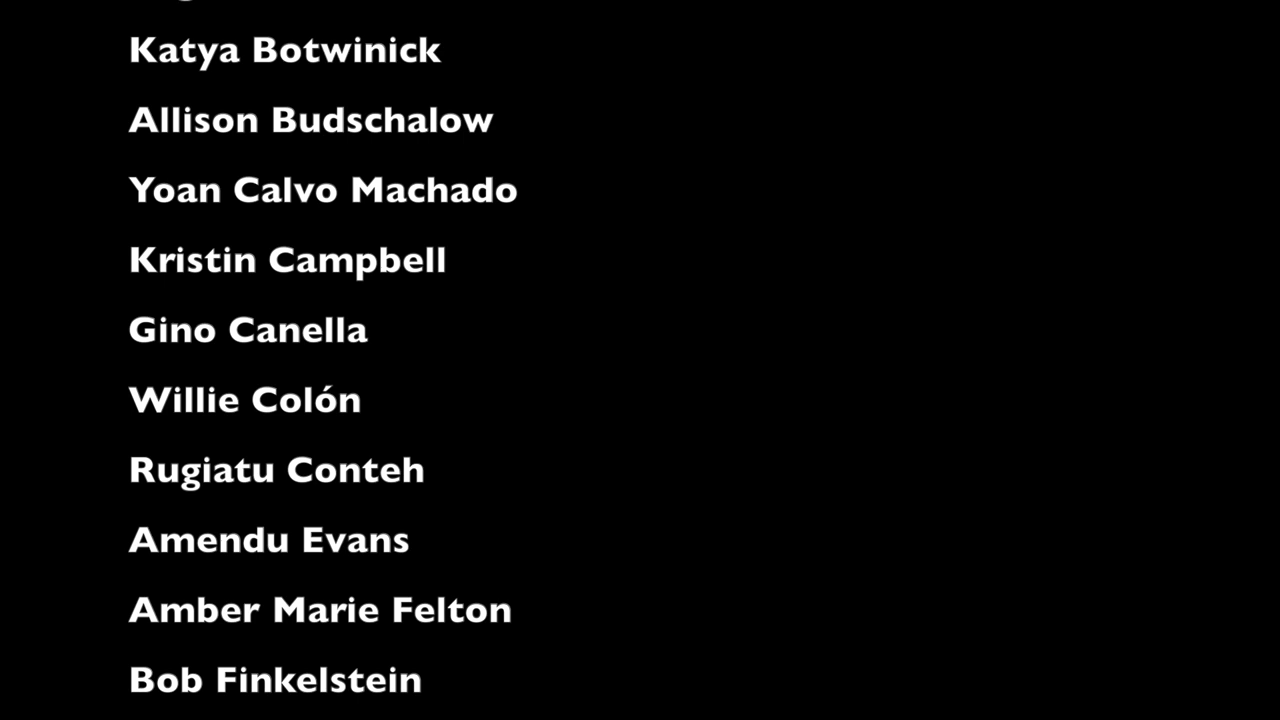 Katya Botwinick
Allison Budschalow
Yoan Calvo Machado
Kristin Campbell
Gino Canella
Willie Colón
Rugiatu Conteh
Amendu Evans
Amber Marie Felton
Bob Finkelstein